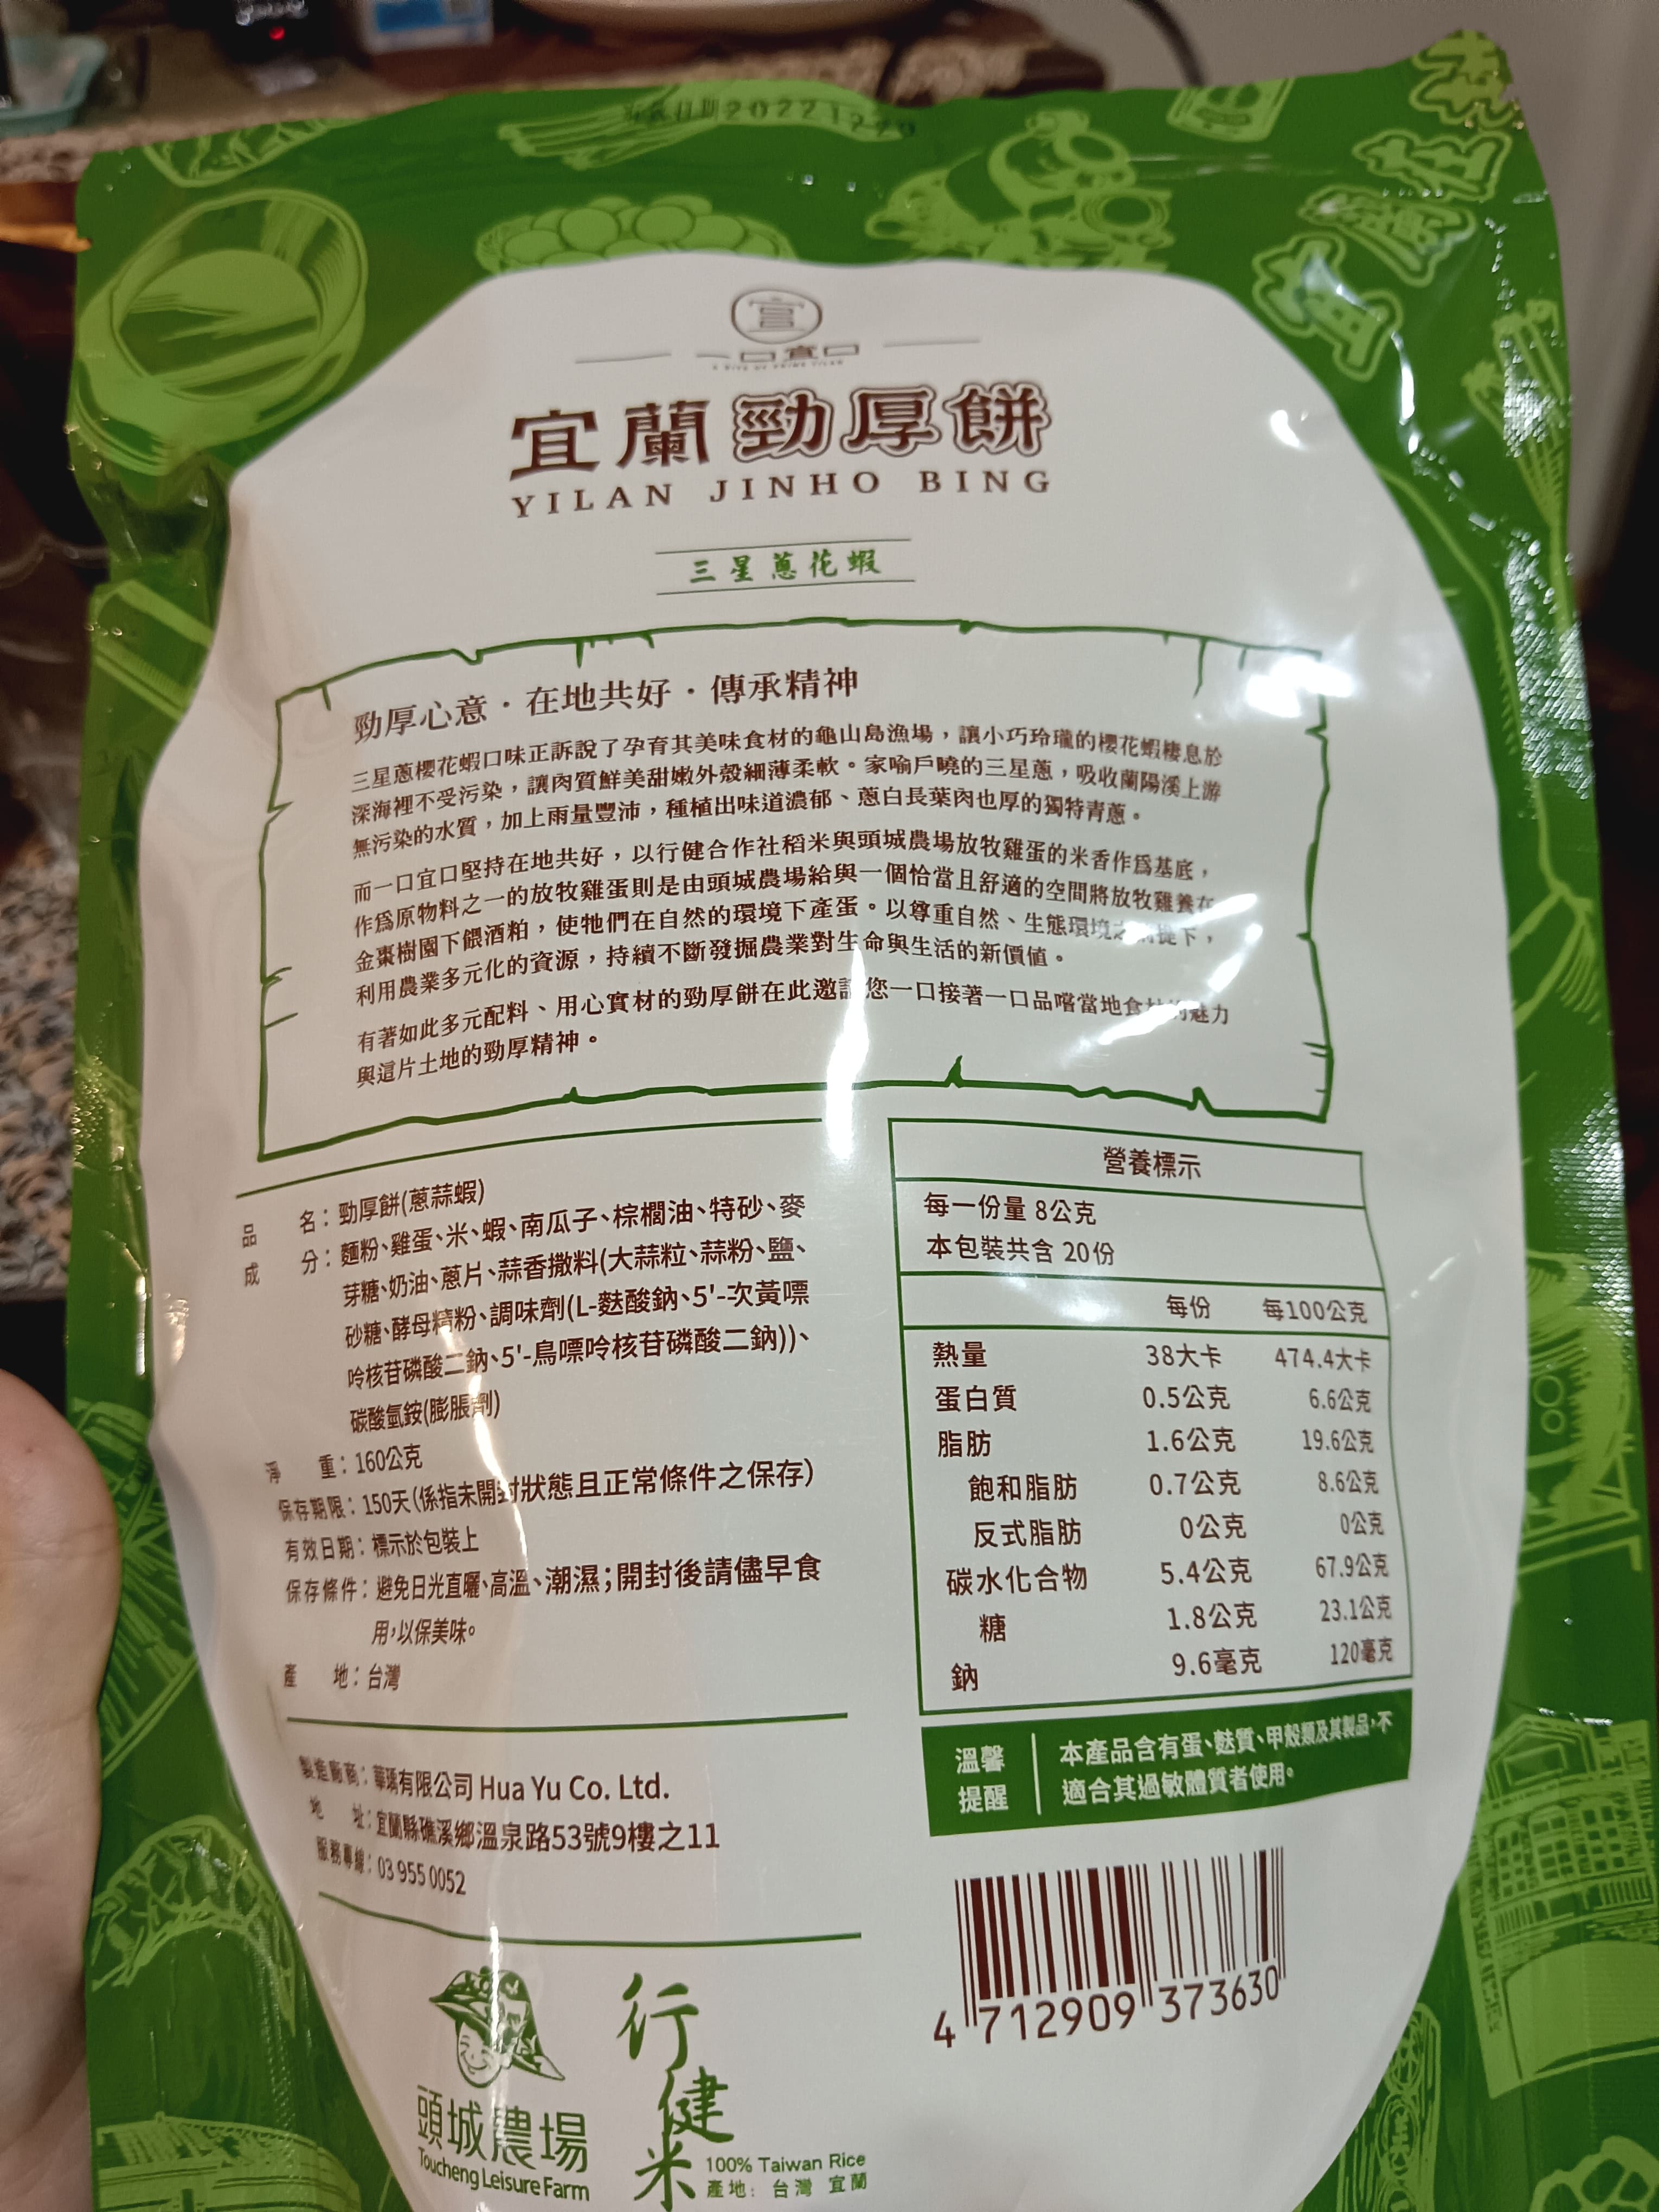 有效日期20221220
宜蘭在
宜
一口宜口
宜蘭勁厚餅
YILAN JINHO BING
三星蔥花蝦
勁厚心意・在地共好・傳承精神
三星蔥櫻花蝦口味正訴說了孕育其美味食材的龜山島漁場，讓小巧玲瓏的櫻花蝦棲息於
深海裡不受污染，讓肉質鮮美甜嫩外殼細薄柔軟。家喻戶曉的三星蔥，吸收蘭陽溪上游
無污染的水質，加上雨量豐沛，種植出味道濃郁、蔥白長葉肉也厚的獨特青蔥。
而一口宜口堅持在地共好，以行健合作社稻米與頭城農場放牧雞蛋的米香作為基底，
作為原物料之一的放牧雞蛋則是由頭城農場給與一個恰當且舒適的空間將放牧雞養在
金棗樹園下餵酒粕，使牠們在自然的環境下產蛋。以尊重自然、生態環境之前提下，
利用農業多元化的資源，持續不斷發掘農業對生命與生活的新價值。
有著如此多元配料、用心實材的勁厚餅在此邀請您一口接著一口品嚐當地食材的魅力
與這片土地的勁厚精神。
品　名：勁厚餅(蔥蒜蝦)
成　分：麵粉、雞蛋、米、蝦、南瓜子、棕櫚油、特砂、麥
芽糖、奶油、蔥片、蒜香撒料(大蒜粒、蒜粉、鹽、
砂糖、酵母精粉、調味劑(L-麩酸鈉、5'-次黃嘌
呤核苷磷酸二鈉、5'-鳥嘌呤核苷磷酸二鈉))、
碳酸氫銨(膨脹劑)
淨　重：160公克
保存期限：150天(係指未開封狀態且正常條件之保存)
有效日期：標示於包裝上
保存條件：避免日光直曬、高溫、潮濕；開封後請儘早食
用，以保美味。
產　地：台灣
製造廠商：華瑀有限公司 Hua Yu Co. Ltd.
地　址：宜蘭縣礁溪鄉溫泉路53號9樓之11
服務專線：03 955 0052
營養標示
每一份量 8公克
本包裝共含 20份
每份　每100公克
熱量　38大卡　474.4大卡
蛋白質　0.5公克　6.6公克
脂肪　1.6公克　19.6公克
飽和脂肪　0.7公克　8.6公克
反式脂肪　0公克　0公克
碳水化合物　5.4公克　67.9公克
糖　1.8公克　23.1公克
鈉　9.6毫克　120毫克
溫馨
提醒
本產品含有蛋、麩質、甲殼類及其製品，不
適合其過敏體質者使用。
4 712909 373630
頭城農場
Toucheng Leisure Farm
行健米
100% Taiwan Rice
產地：台灣 宜蘭